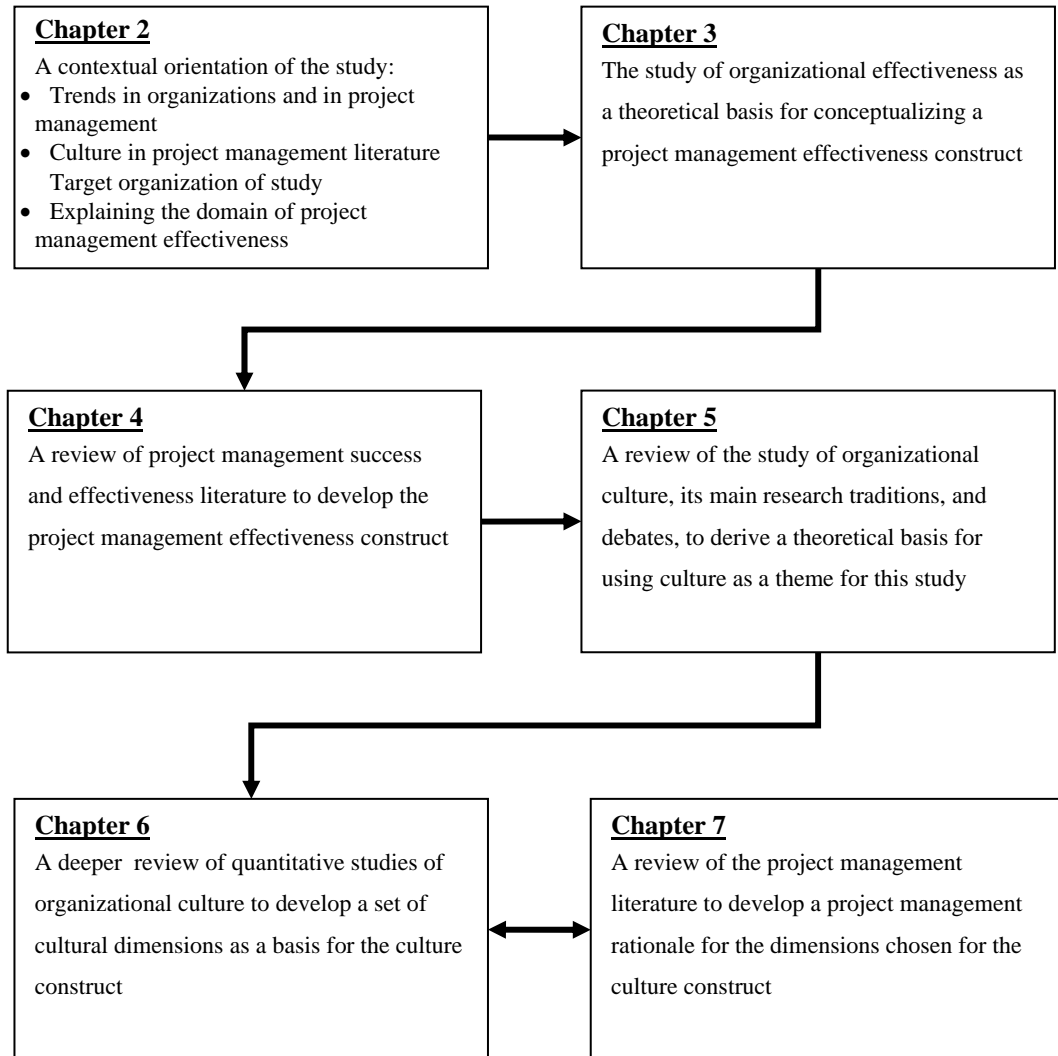 Chapter 2
A contextual orientation of the study:
• Trends in organizations and in project
management
• Culture in project management literature
Target organization of study
• Explaining the domain of project
management effectiveness
Chapter 3
The study of organizational effectiveness as
a theoretical basis for conceptualizing a
project management effectiveness construct
Chapter 4
A review of project management success
and effectiveness literature to develop the
project management effectiveness construct
Chapter 5
A review of the study of organizational
culture, its main research traditions, and
debates, to derive a theoretical basis for
using culture as a theme for this study
Chapter 6
A deeper review of quantitative studies of
organizational culture to develop a set of
cultural dimensions as a basis for the culture
construct
Chapter 7
A review of the project management
literature to develop a project management
rationale for the dimensions chosen for the
culture construct